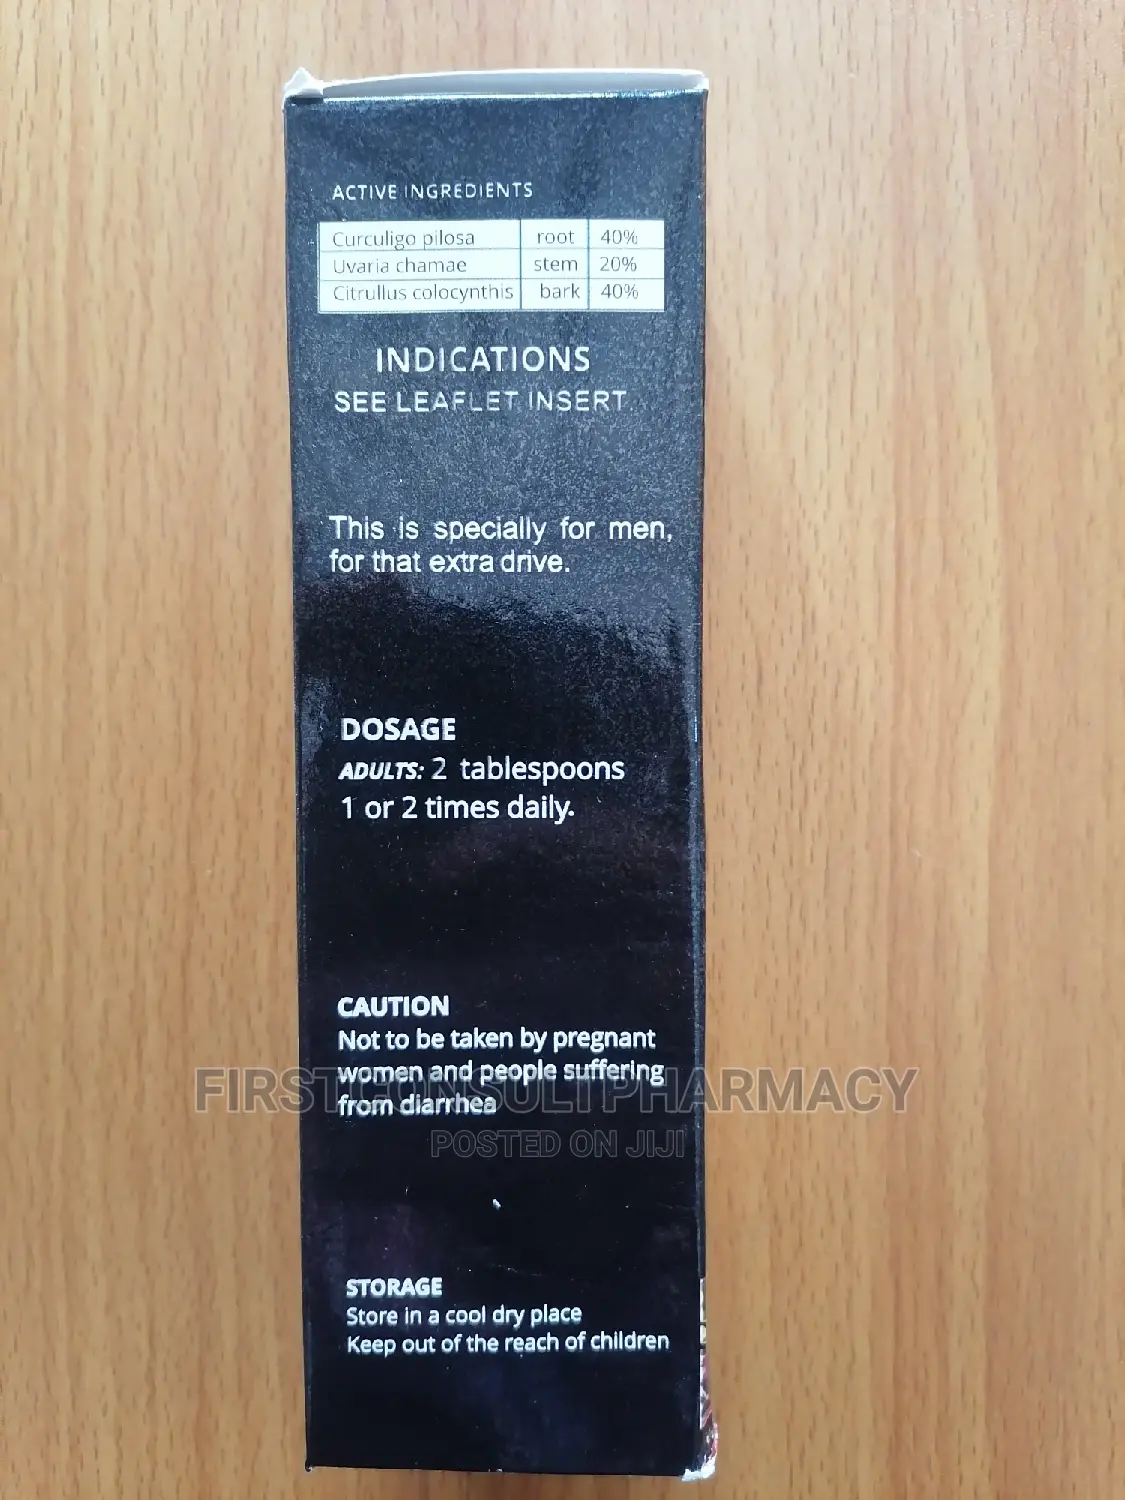 ACTIVE INGREDIENTS
Curculigo pilosa root 40%
Uvaria chamae stem 20%
Citrullus colocynthis bark 40%
INDICATIONS
SEE LEAFLET INSERT
This is specially for men,
for that extra drive.
DOSAGE
ADULTS: 2 tablespoons
1 or 2 times daily.
CAUTION
Not to be taken by pregnant
women and people suffering
from diarrhea
FIRST CONSULT PHARMACY
POSTED ON JIJI
STORAGE
Store in a cool dry place
Keep out of the reach of children